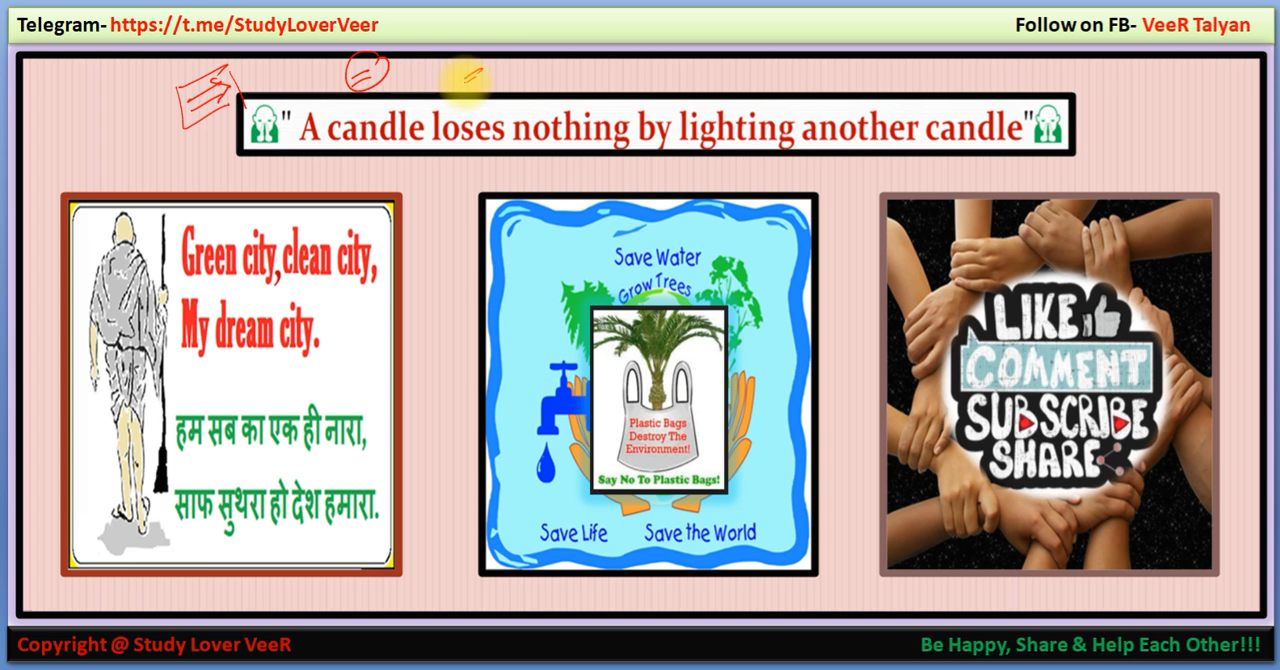 Telegram- https://t.me/StudyLoverVeer
Follow on FB- VeeR Talyan
" A candle loses nothing by lighting another candle"
Green city,clean city,
My dream city.
हम सब का एक ही नारा,
साफ सुथरा हो देश हमारा.
Save Water
Grow Trees
Plastic Bags
Destroy The
Environment!
Say No To Plastic Bags!
Save Life
Save the World
LIKE
COMMENT
SUBSCRIBE
SHARE
Copyright @ Study Lover VeeR
Be Happy, Share & Help Each Other!!!